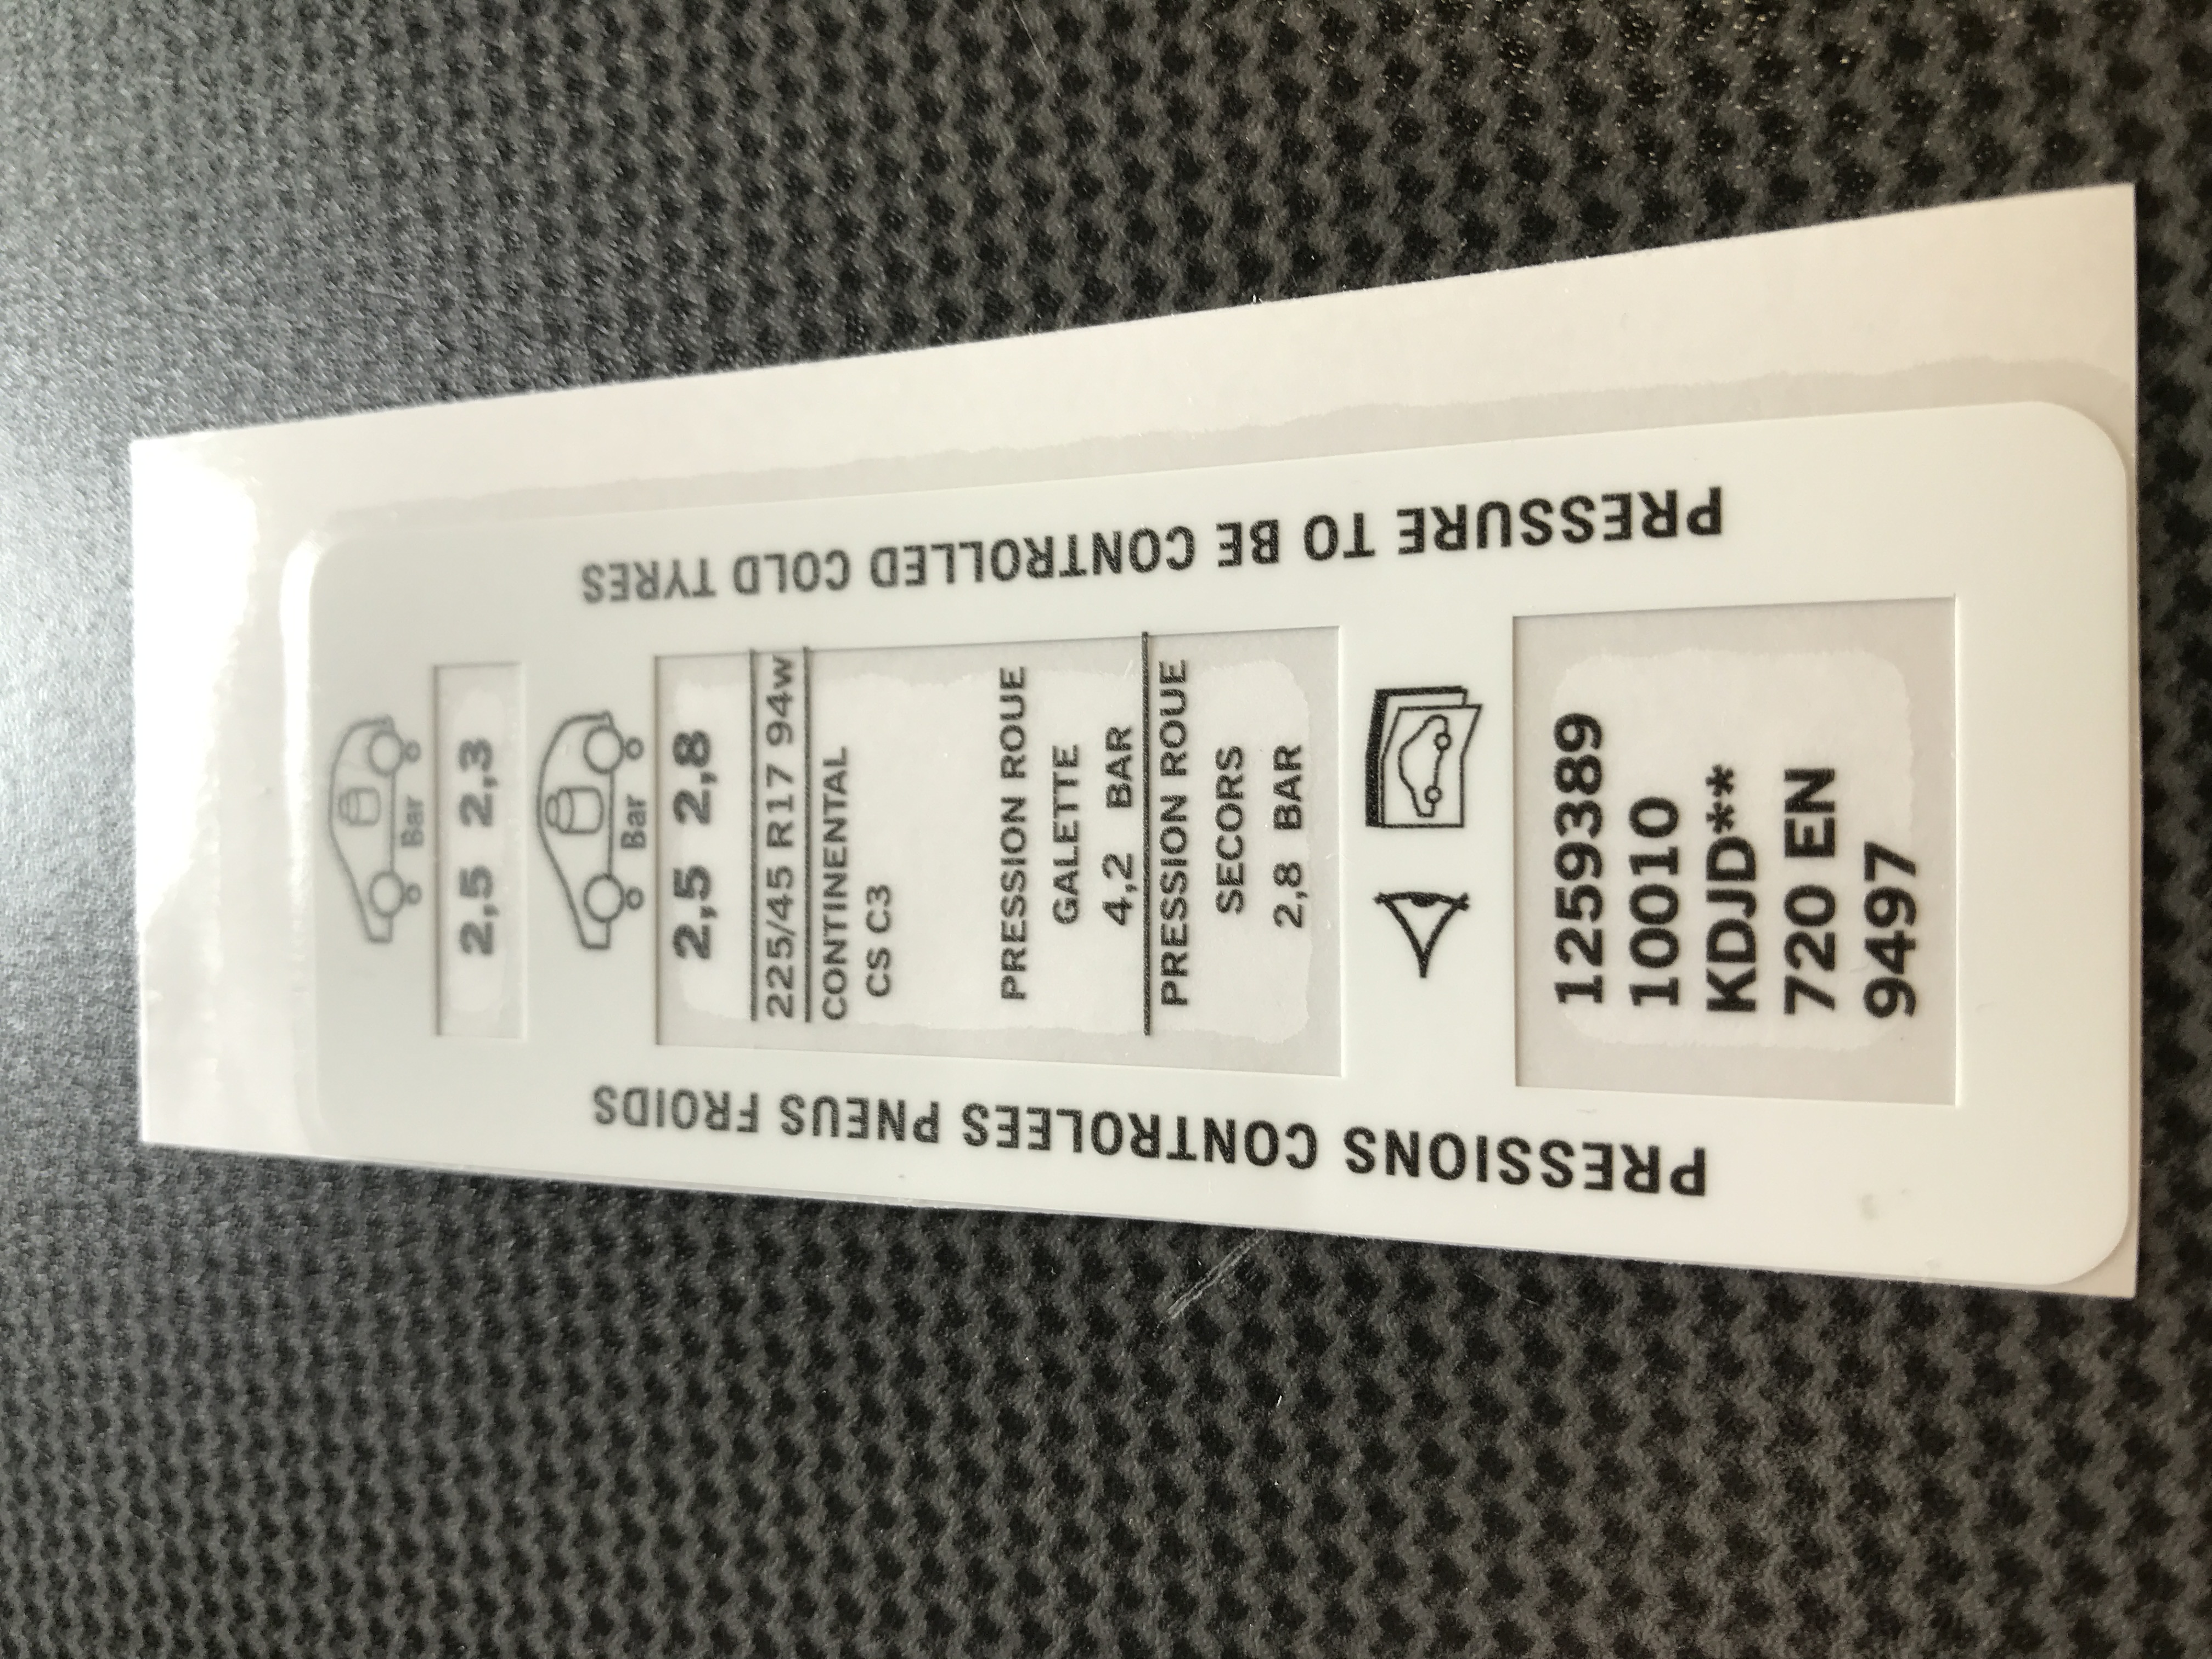 PRESSIONS CONTROLEES PNEUS FROIDS
PRESSURE TO BE CONTROLLED COLD TYRES
Bar
2,5 2,3
Bar
2,5 2,8
225/45 R17 94w
CONTINENTAL
CS C3
PRESSION ROUE
GALETTE
4,2 BAR
PRESSION ROUE
SECORS
2,8 BAR
1259389
10010
KDJD**
720 EN
9497